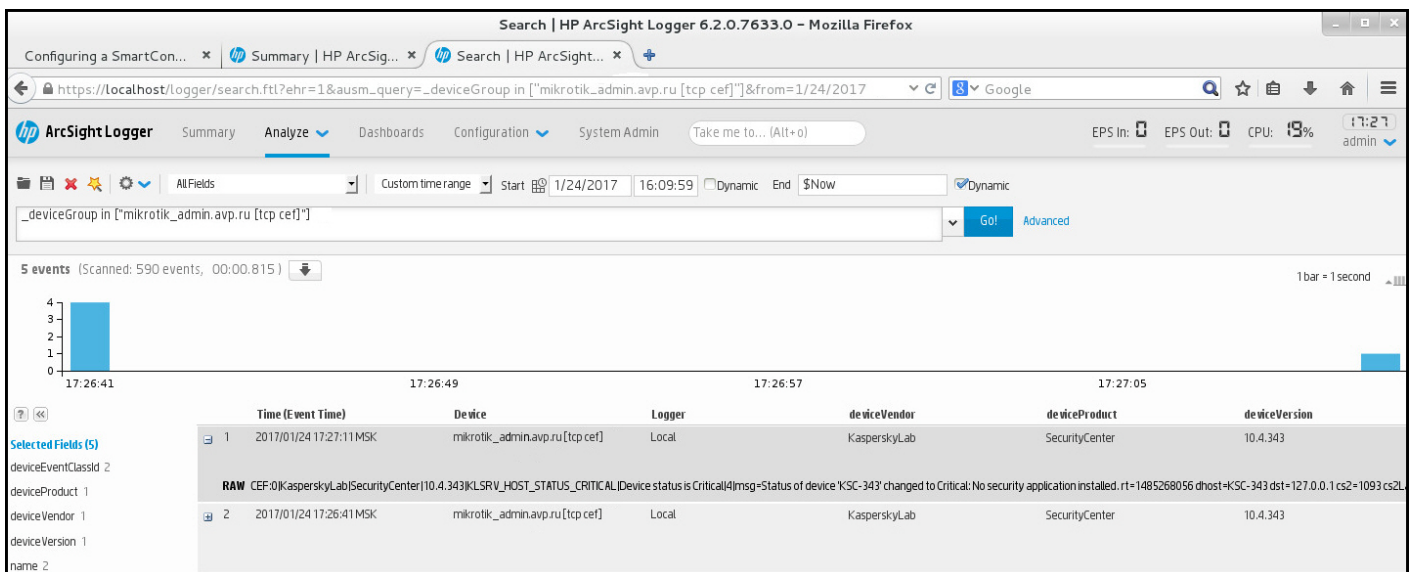 Search | HP ArcSight Logger 6.2.0.7633.0 - Mozilla Firefox
Configuring a SmartCon... Summary | HP ArcSig... Search | HP ArcSight...
https://localhost/logger/search.ftl?ehr=1&ausm_query=_deviceGroup in ["mikrotik_admin.avp.ru [tcp cef]"]&from=1/24/2017 Google
hp ArcSight Logger Summary Analyze Dashboards Configuration System Admin Take me to... (Alt+o) EPS In: 0 EPS Out: 0 CPU: 19% 17:27
admin
All Fields Custom time range Start 1/24/2017 16:09:59 Dynamic End $Now Dynamic
_deviceGroup in ["mikrotik_admin.avp.ru [tcp cef]"]
Go! Advanced
5 events (Scanned: 590 events, 00:00.815)
1 bar = 1 second
4
3
2
1
0
17:26:41 17:26:49 17:26:57 17:27:05
Time (Event Time) Device Logger deviceVendor deviceProduct deviceVersion
Selected Fields (5)
1 2017/01/24 17:27:11 MSK mikrotik_admin.avp.ru [tcp cef] Local KasperskyLab SecurityCenter 10.4.343
deviceEventClassId 2
RAW CEF:0|KasperskyLab|SecurityCenter|10.4.343|KLSRV_HOST_STATUS_CRITICAL|Device status is Critical|4|msg=Status of device 'KSC-343' changed to Critical: No security application installed. rt=1485268056 dhost=KSC-343 dst=127.0.0.1 cs2=1093 cs2L
deviceProduct 1
2 2017/01/24 17:26:41 MSK mikrotik_admin.avp.ru [tcp cef] Local KasperskyLab SecurityCenter 10.4.343
deviceVendor 1
deviceVersion 1
name 2